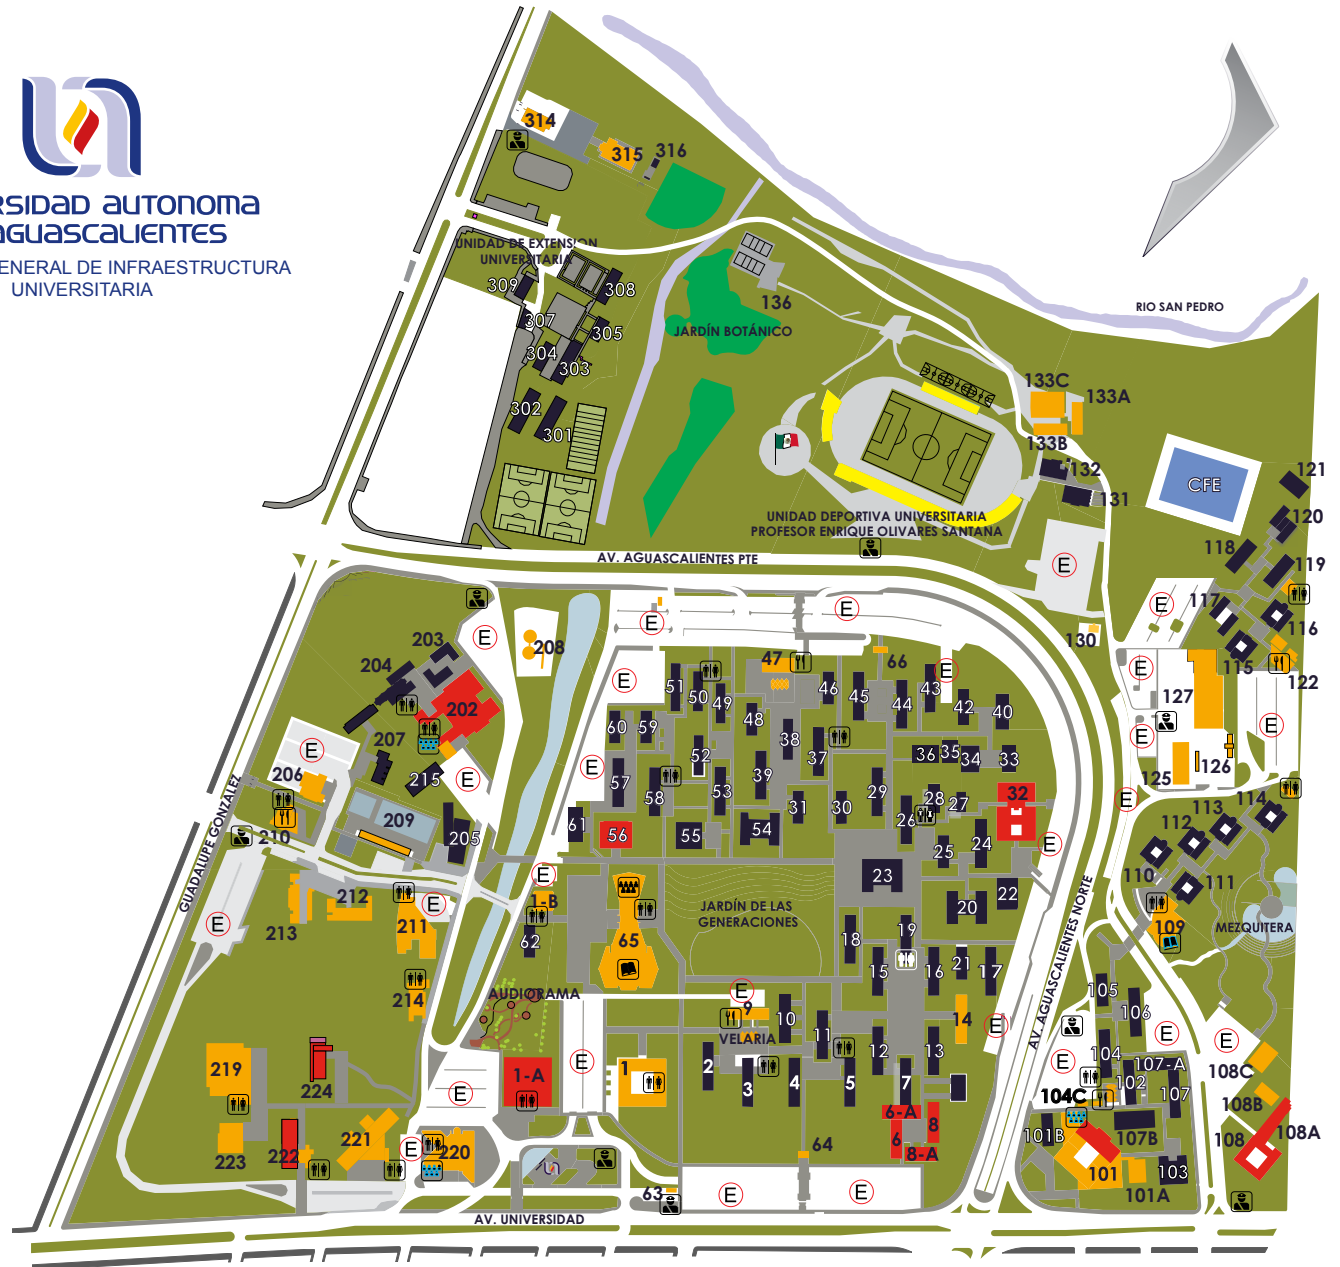 RSIDAD AUTONOMA
AGUASCALIENTES
ENERAL DE INFRAESTRUCTURA
UNIVERSITARIA
314
315
316
UNIDAD DE EXTENSION
UNIVERSITARIA
309
308
307
305
304
303
302
301
136
JARDÍN BOTÁNICO
RIO SAN PEDRO
133C
133A
133B
132
131
CFE
121
120
118
119
117
116
115
122
UNIDAD DEPORTIVA UNIVERSITARIA
PROFESOR ENRIQUE OLIVARES SANTANA
AV. AGUASCALIENTES PTE
E
E
E
E
130
E
E
E
127
E
E
125
126
E
203
204
208
202
E
207
215
E
E
206
209
205
210
GUADALUPE GONZALEZ
212
213
211
E
E
214
E
E
47
66
E
51
50
49
46
45
44
43
42
40
60
59
48
52
38
37
36
35
34
33
57
58
53
39
31
30
29
28
27
26
32
61
56
55
54
25
24
E
23
22
20
E
1-B
62
65
JARDÍN DE LAS
GENERACIONES
18
19
15
16
21
17
14
E
AUDIORAMA
E
9
10
VELARIA
11
12
13
1-A
E
1
2
3
4
5
7
6-A
6
8
8-A
64
63
E
E
AV. UNIVERSIDAD
AV. AGUASCALIENTES NORTE
219
224
223
222
221
220
E
E
114
113
112
110
111
109
MEZQUITERA
105
106
104
E
E
E
107-A
102
107
104C
101B
107B
101
101A
103
108C
108B
108
108A